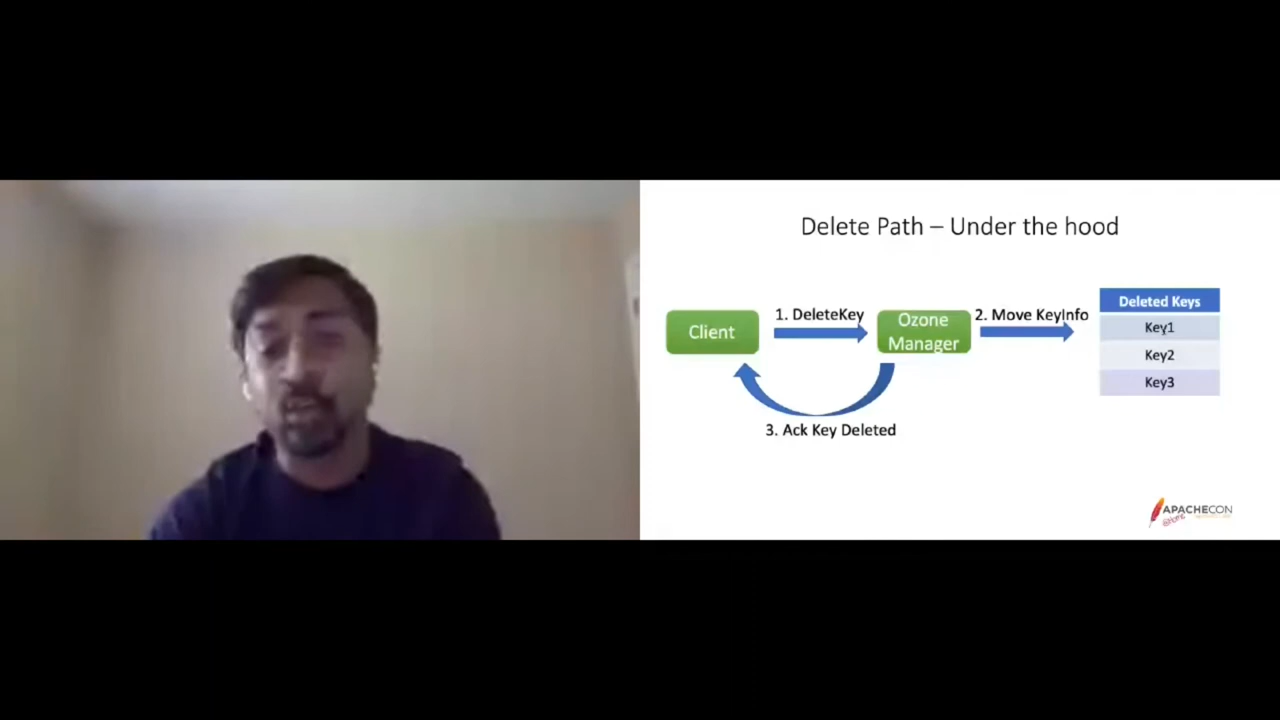 Delete Path – Under the hood
Client
1. DeleteKey
Ozone
Manager
2. Move KeyInfo
Deleted Keys
Key1
Key2
Key3
3. Ack Key Deleted
APACHECON
@Home